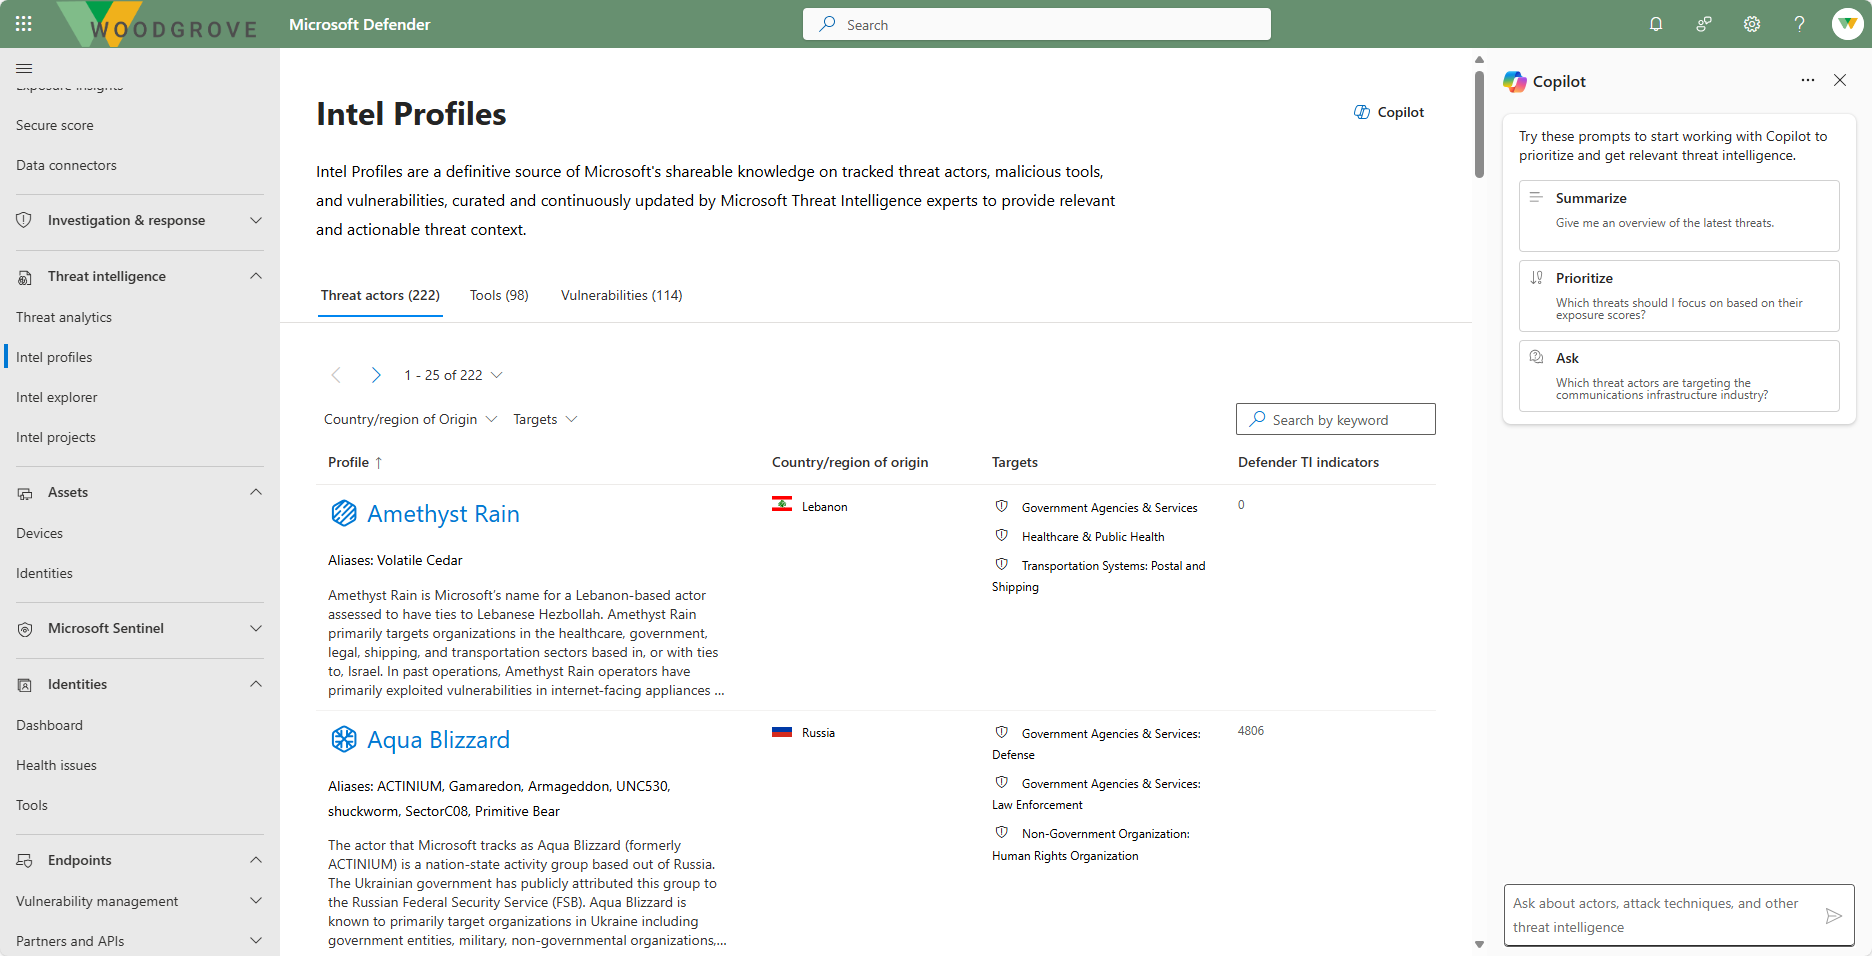 WOODGROVE
Microsoft Defender
Search
Exposure insights
Secure score
Data connectors
Investigation & response
Threat intelligence
Threat analytics
Intel profiles
Intel explorer
Intel projects
Assets
Devices
Identities
Microsoft Sentinel
Identities
Dashboard
Health issues
Tools
Endpoints
Vulnerability management
Partners and APIs
Intel Profiles
Copilot
Intel Profiles are a definitive source of Microsoft's shareable knowledge on tracked threat actors, malicious tools,
and vulnerabilities, curated and continuously updated by Microsoft Threat Intelligence experts to provide relevant
and actionable threat context.
Threat actors (222)
Tools (98)
Vulnerabilities (114)
1 - 25 of 222
Country/region of Origin
Targets
Search by keyword
Profile ↑
Country/region of origin
Targets
Defender TI indicators
Amethyst Rain
Aliases: Volatile Cedar
Amethyst Rain is Microsoft’s name for a Lebanon-based actor
assessed to have ties to Lebanese Hezbollah. Amethyst Rain
primarily targets organizations in the healthcare, government,
legal, shipping, and transportation sectors based in, or with ties
to, Israel. In past operations, Amethyst Rain operators have
primarily exploited vulnerabilities in internet-facing appliances ...
Lebanon
Government Agencies & Services
Healthcare & Public Health
Transportation Systems: Postal and
Shipping
0
Aqua Blizzard
Aliases: ACTINIUM, Gamaredon, Armageddon, UNC530,
shuckworm, SectorC08, Primitive Bear
The actor that Microsoft tracks as Aqua Blizzard (formerly
ACTINIUM) is a nation-state activity group based out of Russia.
The Ukrainian government has publicly attributed this group to
the Russian Federal Security Service (FSB). Aqua Blizzard is
known to primarily target organizations in Ukraine including
government entities, military, non-governmental organizations,...
Russia
Government Agencies & Services:
Defense
Government Agencies & Services:
Law Enforcement
Non-Government Organization:
Human Rights Organization
4806
Copilot
Try these prompts to start working with Copilot to
prioritize and get relevant threat intelligence.
Summarize
Give me an overview of the latest threats.
Prioritize
Which threats should I focus on based on their
exposure scores?
Ask
Which threat actors are targeting the
communications infrastructure industry?
Ask about actors, attack techniques, and other
threat intelligence